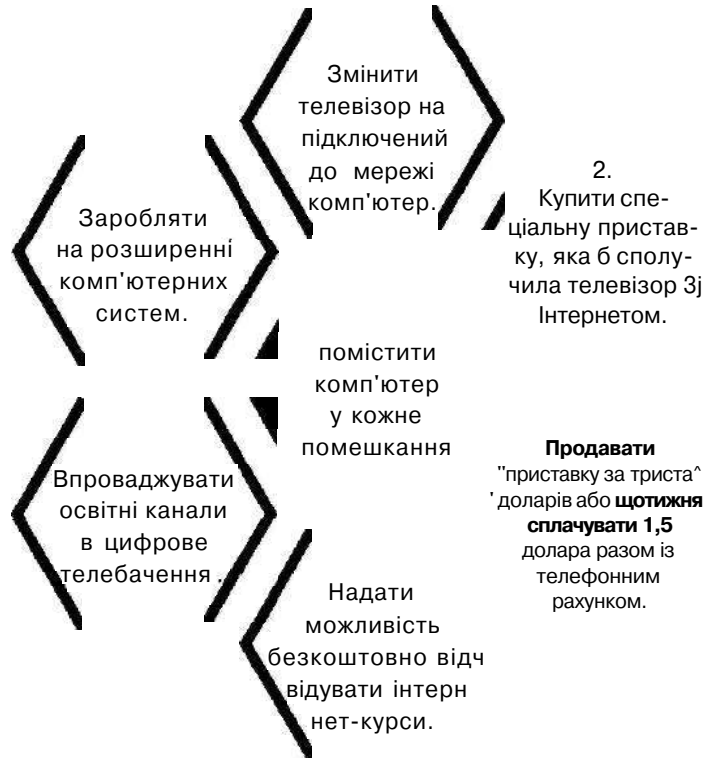 Змінити
телевізор на
підключений
до мережі
комп'ютер.
2.
Купити спе-
ціальну пристав-
ку, яка б сполу-
чила телевізор 3j
Інтернетом.
Заробляти
на розширенні
комп'ютерних
систем.
помістити
комп'ютер
у кожне
помешкання
Впроваджувати
освітні канали
в цифрове
телебачення .
Продавати
"приставку за триста^
' доларів або щотижня
сплачувати 1,5
долара разом із
телефонним
рахунком.
Надати
можливість
безкоштовно відч
відувати інтерн
нет-курси.